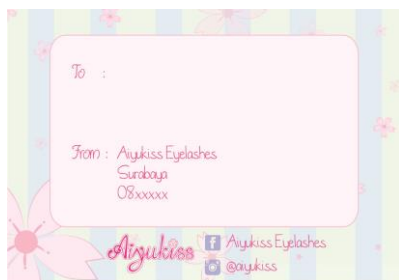 To :
From : Aiyukiss Eyelashes
Surabaya
08xxxxx
Aiyukiss
Aiyukiss Eyelashes
@aiyukiss